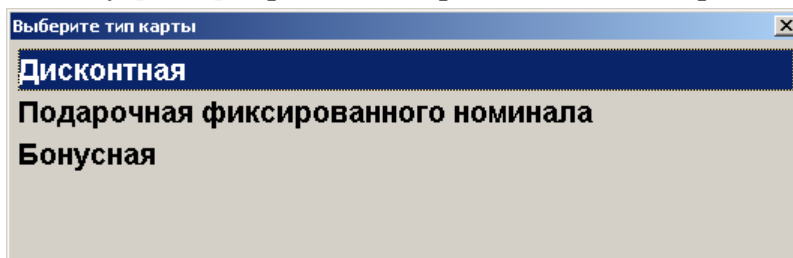 Выберите тип карты
Дисконтная
Подарочная фиксированного номинала
Бонусная